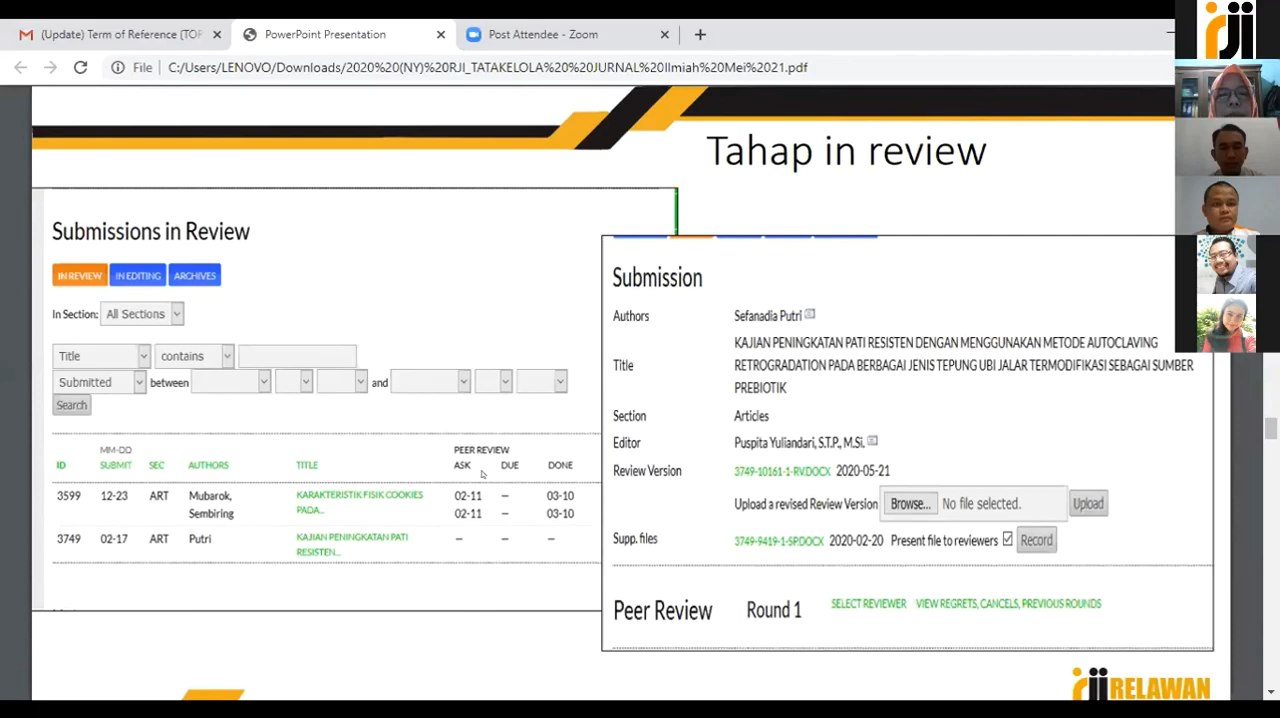 (Update) Term of Reference (TOF
PowerPoint Presentation
Post Attendee - Zoom
File
C:/Users/LENOVO/Downloads/2020%20(NY)%20RJI_TATAKELOLA%20%20JURNAL%20Ilmiah%20Mei%2021.pdf
rji
Tahap in review
Submissions in Review
IN REVIEW IN EDITING ARCHIVES
In Section: All Sections
Title contains
Submitted between and
Search
MM-DD PEER REVIEW
ID SUBMIT SEC AUTHORS TITLE ASK DUE DONE
3599 12-23 ART Mubarok, KARAKTERISTIK FISIK COOKIES 02-11 — 03-10
Sembiring PADA... 02-11 — 03-10
3749 02-17 ART Putri KAJIAN PENINGKATAN PATI — — —
RESISTEN...
Submission
Authors Sefanadia Putri
Title KAJIAN PENINGKATAN PATI RESISTEN DENGAN MENGGUNAKAN METODE AUTOCLAVING
RETROGRADATION PADA BERBAGAI JENIS TEPUNG UBI JALAR TERMODIFIKASI SEBAGAI SUMBER
PREBIOTIK
Section Articles
Editor Puspita Yuliandari, S.T.P., M.Si.
Review Version 3749-10161-1-RV.DOCX 2020-05-21
Upload a revised Review Version Browse... No file selected. Upload
Supp. files 3749-9419-1-SP.DOCX 2020-02-20 Present file to reviewers Record
Peer Review Round 1 SELECT REVIEWER VIEW REGRETS, CANCELS, PREVIOUS ROUNDS
rji RELAWAN